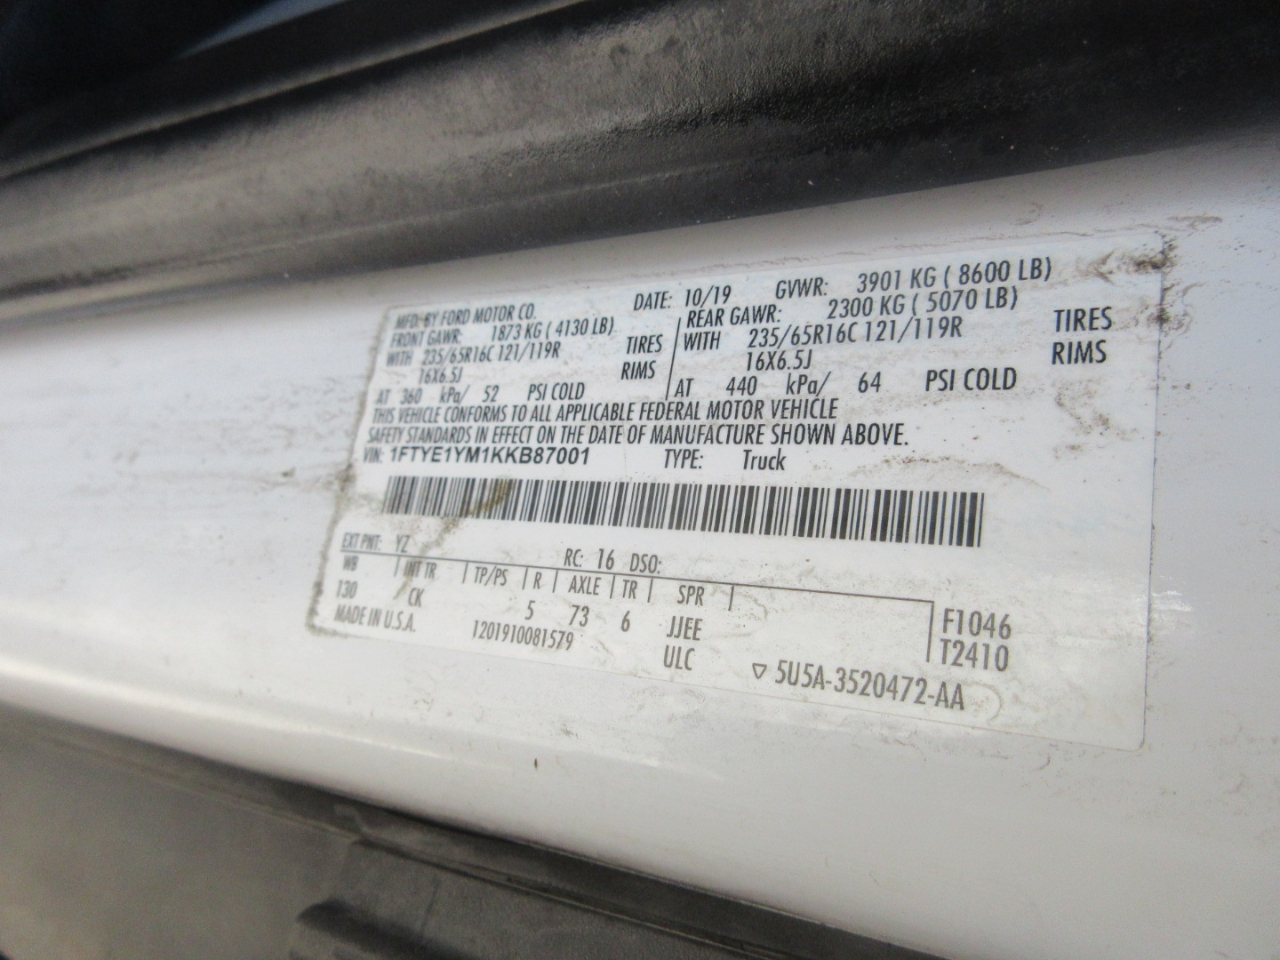 MFD. BY FORD MOTOR CO. DATE: 10/19 GVWR: 3901 KG ( 8600 LB)
FRONT GAWR: 1873 KG ( 4130 LB) REAR GAWR: 2300 KG ( 5070 LB)
WITH 235/65R16C 121/119R TIRES WITH 235/65R16C 121/119R TIRES
16X6.5J RIMS 16X6.5J RIMS
AT 360 kPa/ 52 PSI COLD AT 440 kPa/ 64 PSI COLD
THIS VEHICLE CONFORMS TO ALL APPLICABLE FEDERAL MOTOR VEHICLE
SAFETY STANDARDS IN EFFECT ON THE DATE OF MANUFACTURE SHOWN ABOVE.
VIN: 1FTYE1YM1KKB87001 TYPE: Truck
EXT PNT: YZ RC: 16 DSO:
WB INT TR TP/PS R AXLE TR SPR
130 CK 5 73 6 JJEE F1046
MADE IN U.S.A. 1201910081579 ULC T2410
▽ 5U5A-3520472-AA